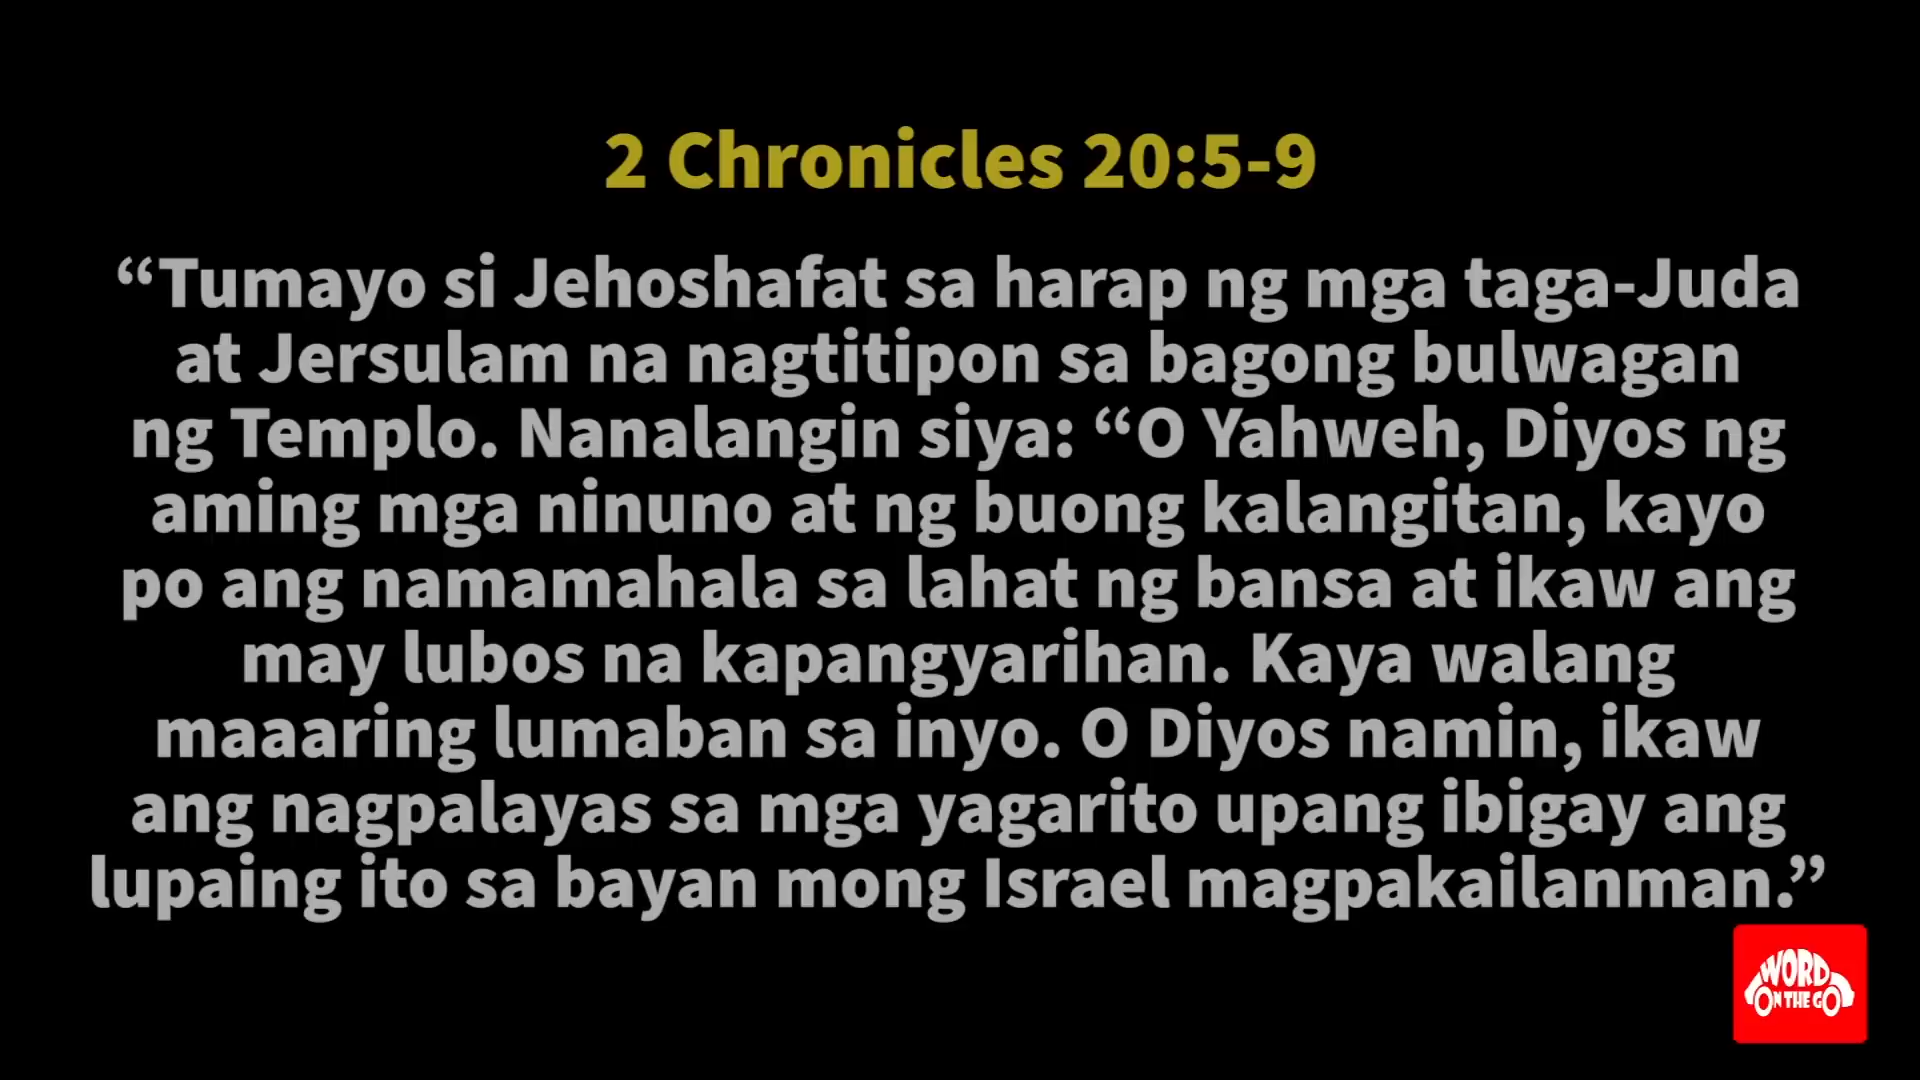 2 Chronicles 20:5-9
“Tumayo si Jehoshafat sa harap ng mga taga-Juda
at Jersulam na nagtitipon sa bagong bulwagan
ng Templo. Nanalangin siya: “O Yahweh, Diyos ng
aming mga ninuno at ng buong kalangitan, kayo
po ang namamahala sa lahat ng bansa at ikaw ang
may lubos na kapangyarihan. Kaya walang
maaaring lumaban sa inyo. O Diyos namin, ikaw
ang nagpalayas sa mga yagarito upang ibigay ang
lupaing ito sa bayan mong Israel magpakailanman.”
WORD
ON THE GO